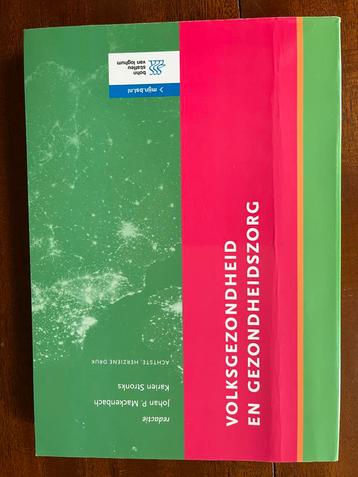 VOLKSGEZONDHEID
EN GEZONDHEIDSZORG
redactie
Johan P. Mackenbach
Karien Stronks
ACHTSTE, HERZIENE DRUK
> mijn.bsl.nl
bohn
stafleu
van loghum